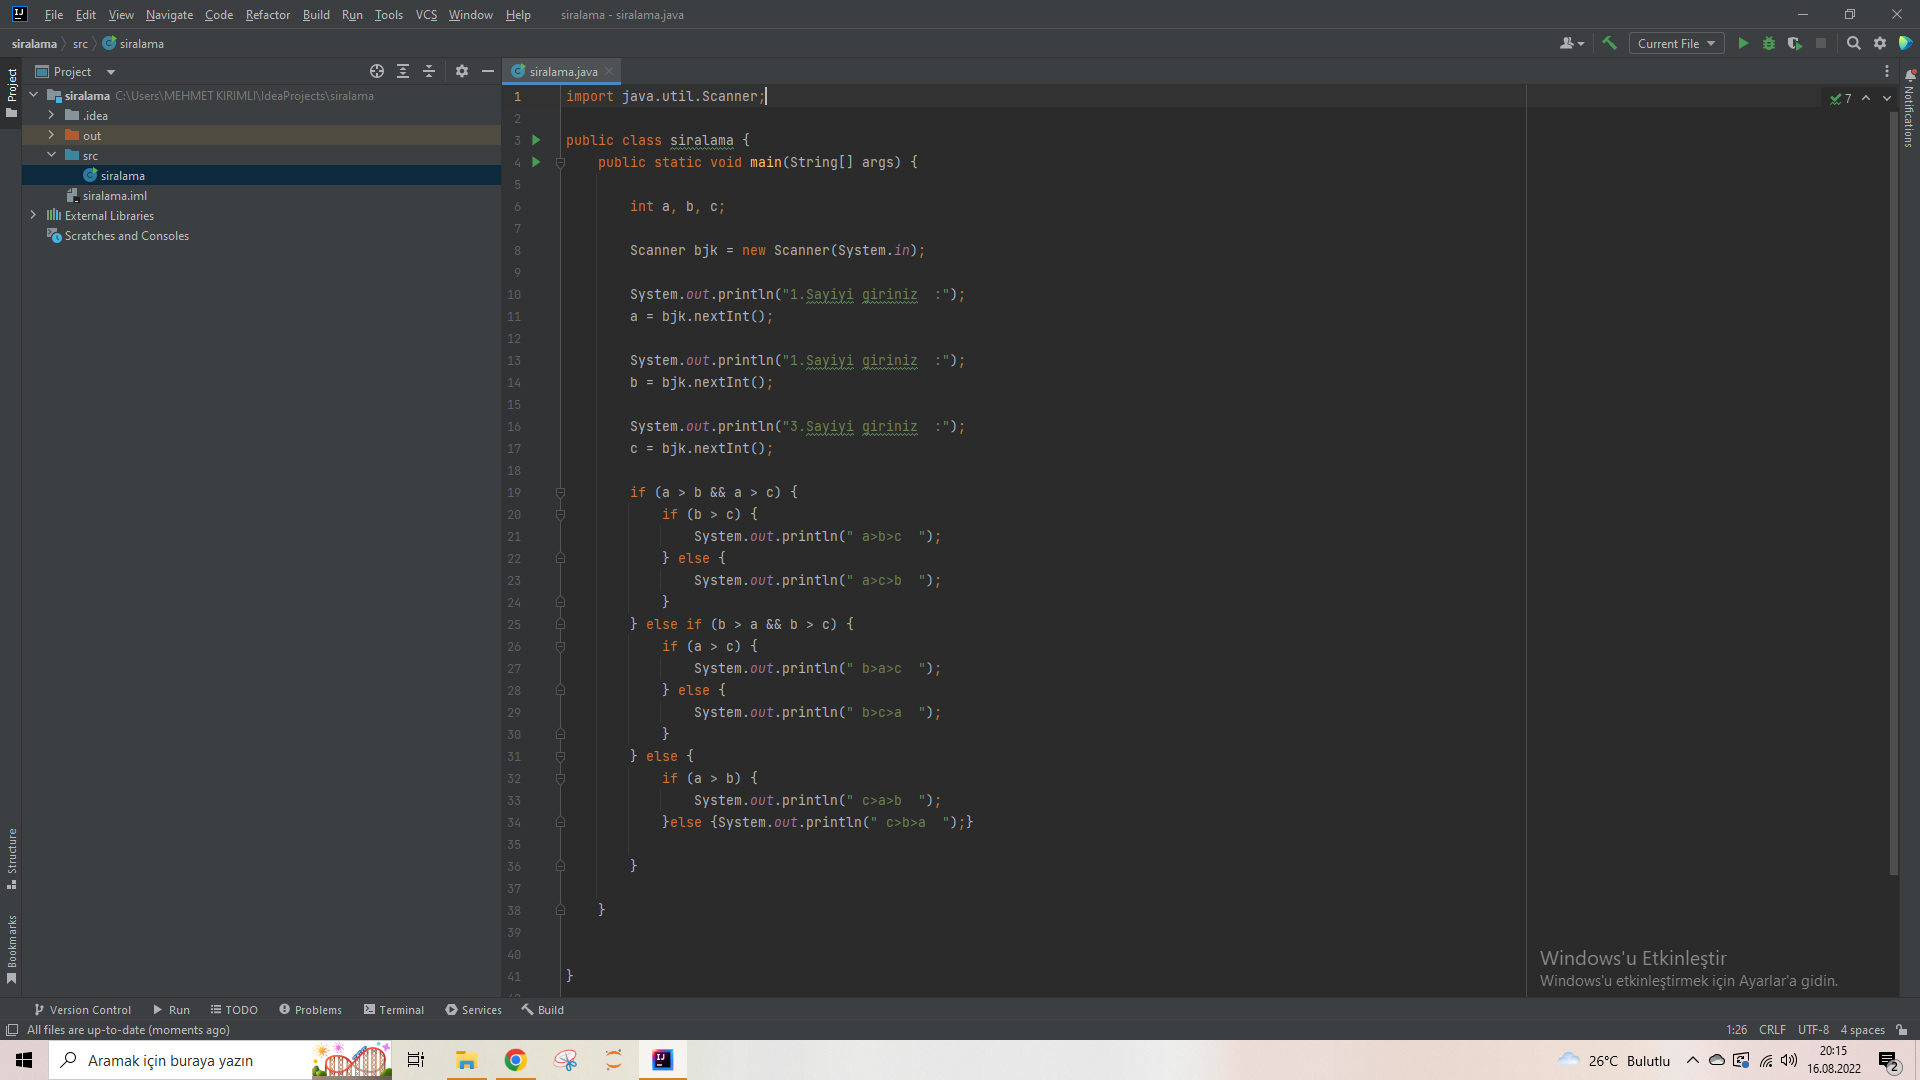 File Edit View Navigate Code Refactor Build Run Tools VCS Window Help siralama - siralama.java
siralama src siralama
Current File
Project
siralama.java
Project
siralama C:\Users\MEHMET KIRIMLI\IdeaProjects\siralama
.idea
out
src
siralama
siralama.iml
External Libraries
Scratches and Consoles
Structure
Bookmarks
7
Notifications
1 import java.util.Scanner;
2
3 public class siralama {
4 public static void main(String[] args) {
5
6 int a, b, c;
7
8 Scanner bjk = new Scanner(System.in);
9
10 System.out.println("1.Sayiyi giriniz  :");
11 a = bjk.nextInt();
12
13 System.out.println("1.Sayiyi giriniz  :");
14 b = bjk.nextInt();
15
16 System.out.println("3.Sayiyi giriniz  :");
17 c = bjk.nextInt();
18
19 if (a > b && a > c) {
20 if (b > c) {
21 System.out.println(" a>b>c  ");
22 } else {
23 System.out.println(" a>c>b  ");
24 }
25 } else if (b > a && b > c) {
26 if (a > c) {
27 System.out.println(" b>a>c  ");
28 } else {
29 System.out.println(" b>c>a  ");
30 }
31 } else {
32 if (a > b) {
33 System.out.println(" c>a>b  ");
34 }else {System.out.println(" c>b>a  ");}
35
36 }
37
38 }
39
40
41 }
Windows'u Etkinleştir
Windows'u etkinleştirmek için Ayarlar'a gidin.
Version Control Run TODO Problems Terminal Services Build
All files are up-to-date (moments ago) 1:26 CRLF UTF-8 4 spaces
Aramak için buraya yazın
26°C Bulutlu
20:15
16.08.2022
2